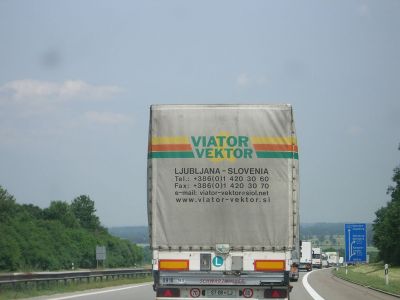 VIATOR
VEKTOR
LJUBLJANA - SLOVENIA
Tel.: +386(0)1 420 30 60
Fax: +386(0)1 420 30 70
e-mail: viator-vektor@siol.net
www.viator-vektor.si
L
SCHWARZMÜLLER